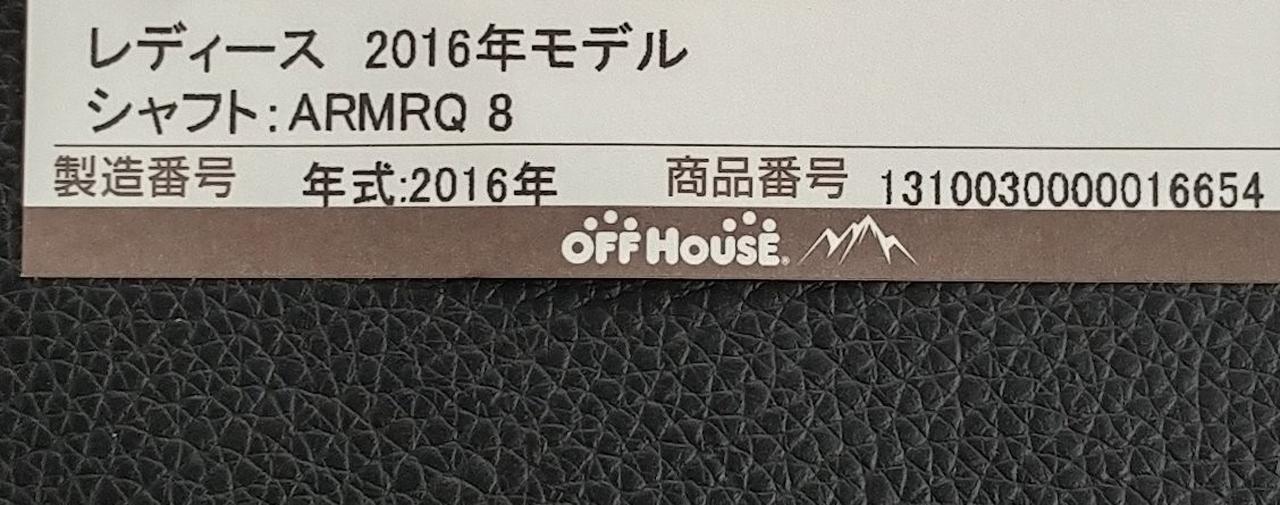 レディース 2016年モデル
シャフト:ARMRQ 8
製造番号 年式:2016年 商品番号 1310030000016654
OFF HOUSE®